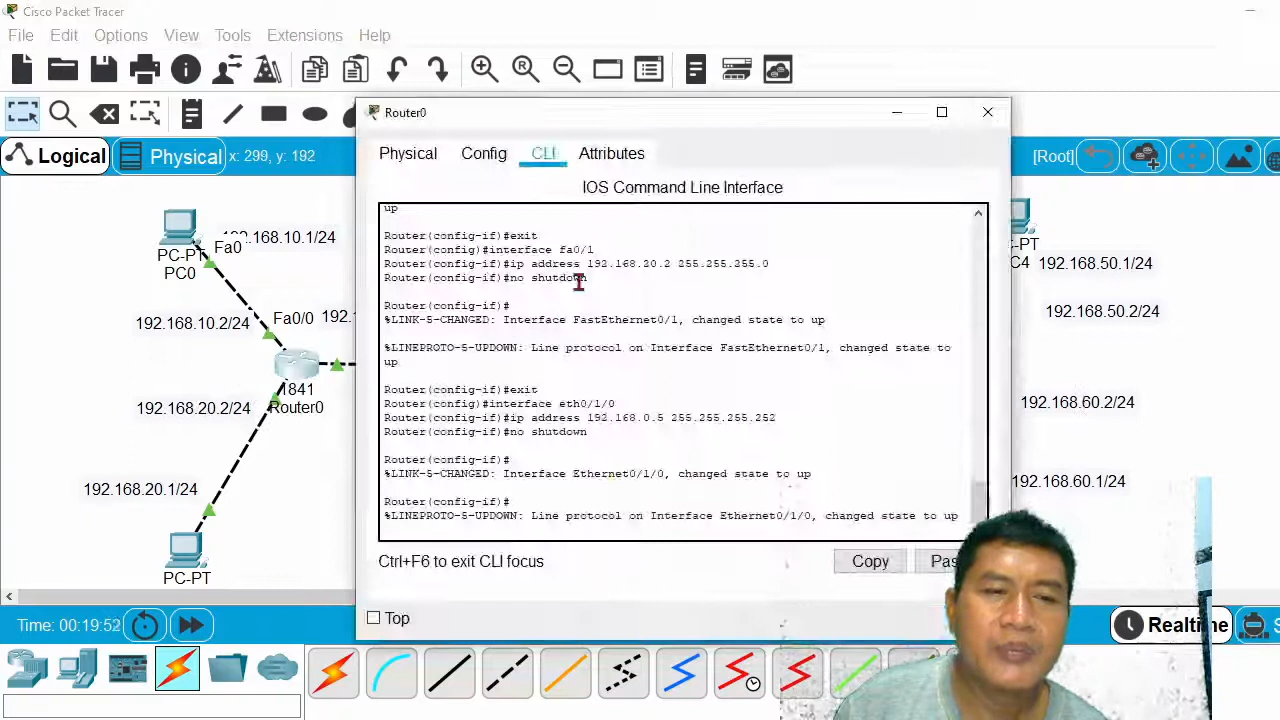 Cisco Packet Tracer
File Edit Options View Tools Extensions Help
Logical
Physical
x: 299, y: 192
[Root]
Router0
Physical Config CLI Attributes
IOS Command Line Interface
up
Router(config-if)#exit
Router(config)#interface fa0/1
Router(config-if)#ip address 192.168.20.2 255.255.255.0
Router(config-if)#no shutdown
Router(config-if)#
%LINK-5-CHANGED: Interface FastEthernet0/1, changed state to up
%LINEPROTO-5-UPDOWN: Line protocol on Interface FastEthernet0/1, changed state to
up
Router(config-if)#exit
Router(config)#interface eth0/1/0
Router(config-if)#ip address 192.168.0.5 255.255.255.252
Router(config-if)#no shutdown
Router(config-if)#
%LINK-5-CHANGED: Interface Ethernet0/1/0, changed state to up
Router(config-if)#
%LINEPROTO-5-UPDOWN: Line protocol on Interface Ethernet0/1/0, changed state to up
Ctrl+F6 to exit CLI focus
Copy
Top
.168.10.1/24
Fa0
PC-PT
PC0
192.168.10.2/24
Fa0/0
192.
1841
Router0
192.168.20.2/24
192.168.20.1/24
PC-PT
C4
192.168.50.1/24
192.168.50.2/24
192.168.60.2/24
192.168.60.1/24
Time: 00:19:52
Realtime